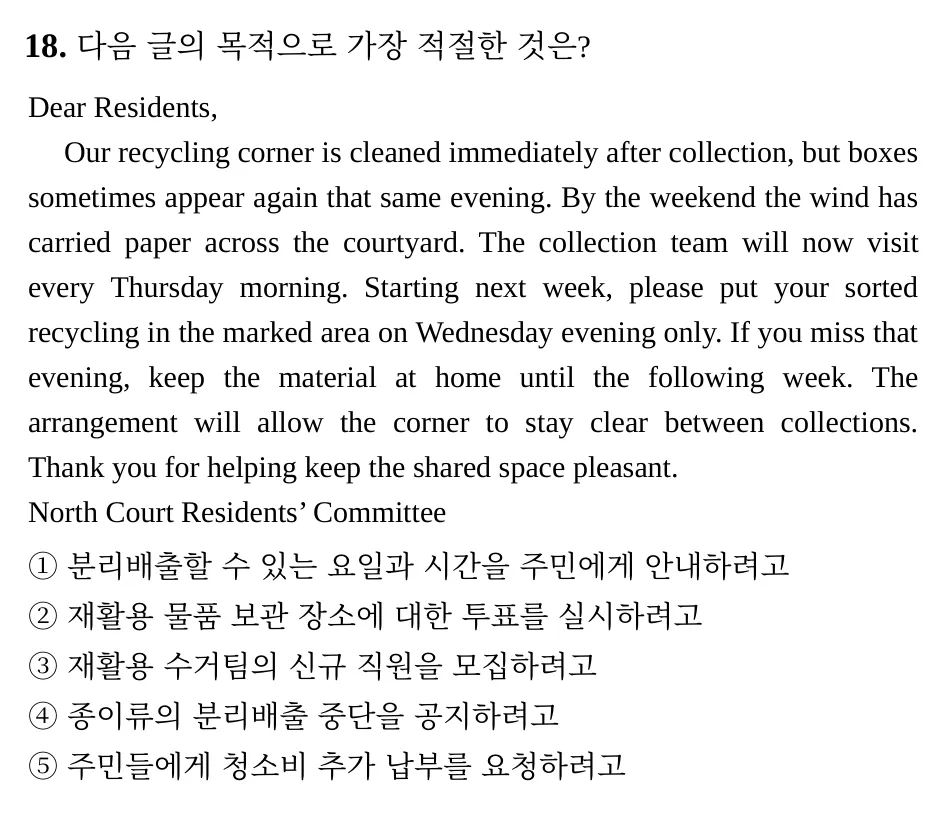 18. 다음 글의 목적으로 가장 적절한 것은?
Dear Residents,
Our recycling corner is cleaned immediately after collection, but boxes
sometimes appear again that same evening. By the weekend the wind has
carried paper across the courtyard. The collection team will now visit
every Thursday morning. Starting next week, please put your sorted
recycling in the marked area on Wednesday evening only. If you miss that
evening, keep the material at home until the following week. The
arrangement will allow the corner to stay clear between collections.
Thank you for helping keep the shared space pleasant.
North Court Residents’ Committee
① 분리배출할 수 있는 요일과 시간을 주민에게 안내하려고
② 재활용 물품 보관 장소에 대한 투표를 실시하려고
③ 재활용 수거팀의 신규 직원을 모집하려고
④ 종이류의 분리배출 중단을 공지하려고
⑤ 주민들에게 청소비 추가 납부를 요청하려고